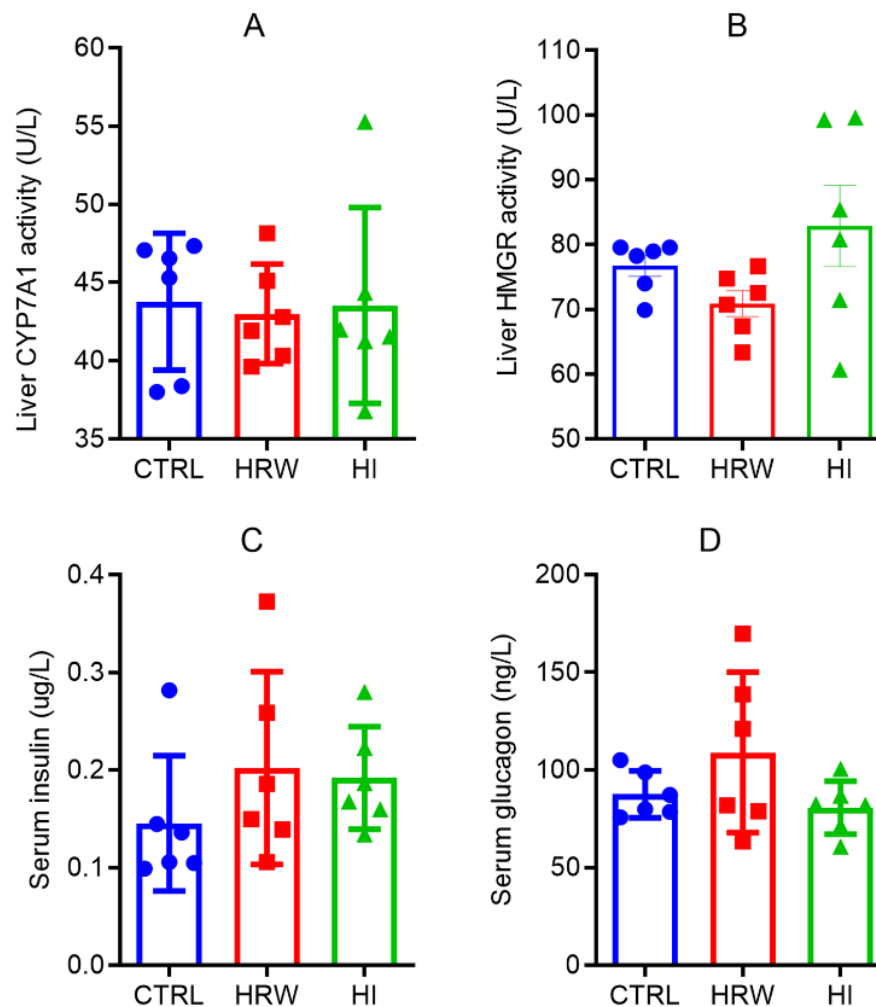 A
Liver CYP7A1 activity (U/L)
60
55
50
45
40
35
CTRL HRW HI
B
Liver HMGR activity (U/L)
110
100
90
80
70
60
50
CTRL HRW HI
C
Serum insulin (ug/L)
0.4
0.3
0.2
0.1
0.0
CTRL HRW HI
D
Serum glucagon (ng/L)
200
150
100
50
0
CTRL HRW HI